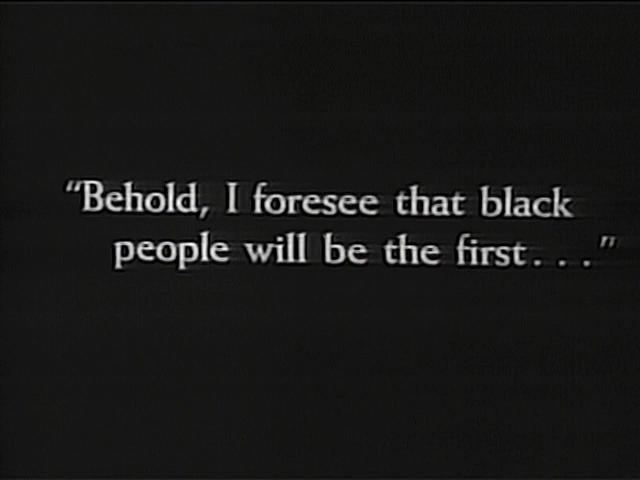 "Behold, I foresee that black
people will be the first . . ."